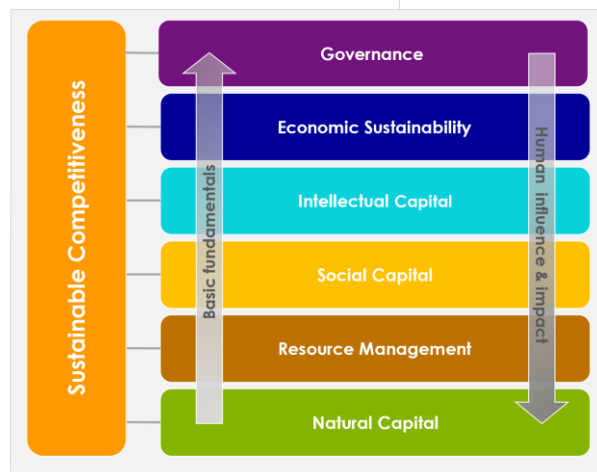 Sustainable Competitiveness
Governance
Economic Sustainability
Intellectual Capital
Social Capital
Resource Management
Natural Capital
Basic fundamentals
Human influence & impact